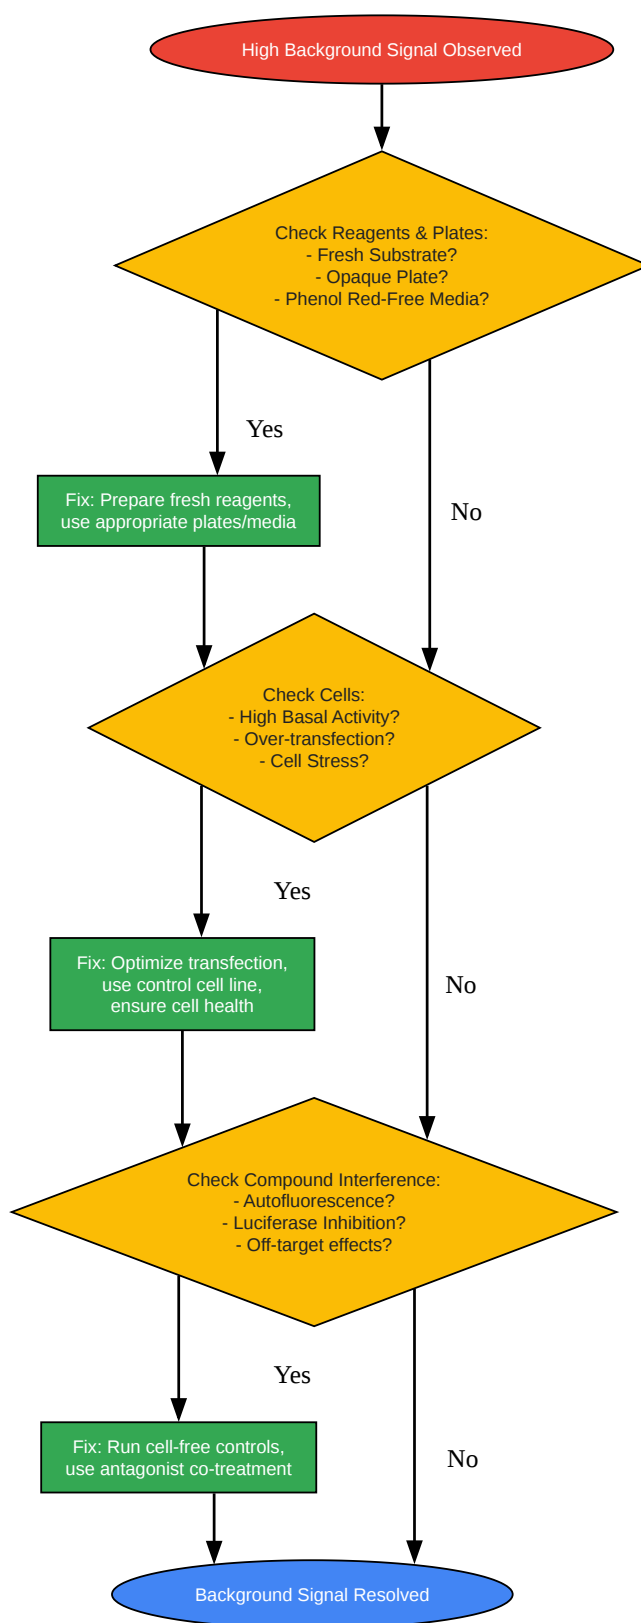 High Background Signal Observed
Check Reagents & Plates:
- Fresh Substrate?
- Opaque Plate?
- Phenol Red-Free Media?
Yes
Fix: Prepare fresh reagents,
use appropriate plates/media
No
Check Cells:
- High Basal Activity?
- Over-transfection?
- Cell Stress?
Yes
Fix: Optimize transfection,
use control cell line,
ensure cell health
No
Check Compound Interference:
- Autofluorescence?
- Luciferase Inhibition?
- Off-target effects?
Yes
Fix: Run cell-free controls,
use antagonist co-treatment
No
Background Signal Resolved